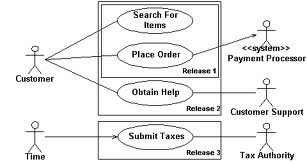 Search For
Items
Place Order
Release 1
<<system>>
Payment Processor
Customer
Obtain Help
Release 2
Customer Support
Submit Taxes
Release 3
Time
Tax Authority